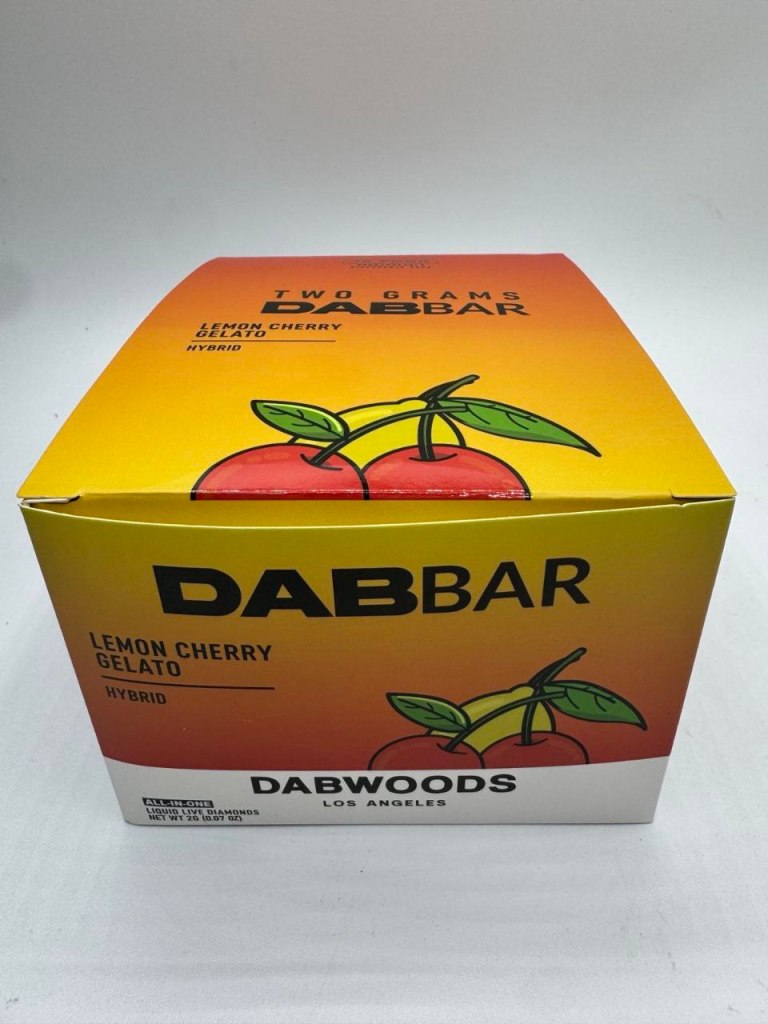 TWO GRAMS
DABBAR
LEMON CHERRY
GELATO
HYBRID
DABBAR
LEMON CHERRY
GELATO
HYBRID
DABWOODS
LOS ANGELES
ALL-IN-ONE
LIQUID LIVE DIAMONDS
NET WT 2G (0.07 OZ)